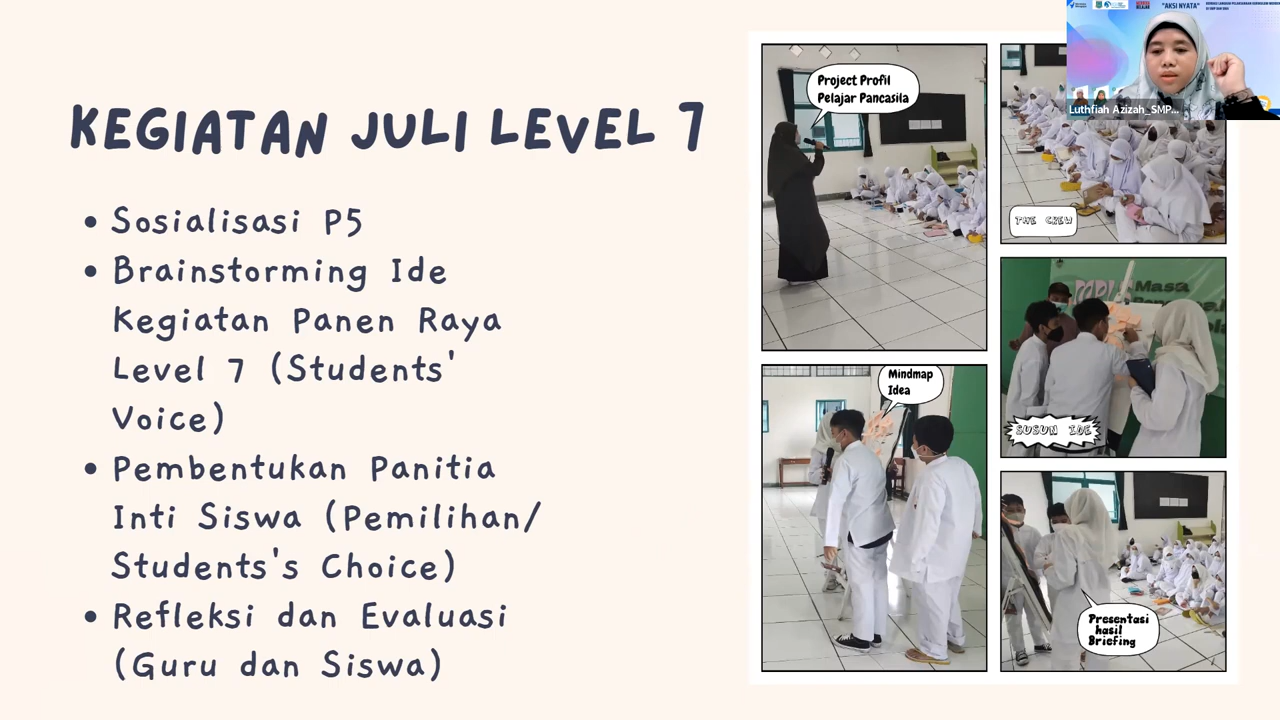 KEGIATAN JULI LEVEL 7
• Sosialisasi P5
• Brainstorming Ide
Kegiatan Panen Raya
Level 7 (Students'
Voice)
• Pembentukan Panitia
Inti Siswa (Pemilihan/
Students's Choice)
• Refleksi dan Evaluasi
(Guru dan Siswa)
Project Profil
Pelajar Pancasila
THE CREW
Mindmap
Idea
Masa
SUSUN IDE
Presentasi
hasil
Briefing
"AKSI NYATA"
Luthfiah Azizah_SMP...